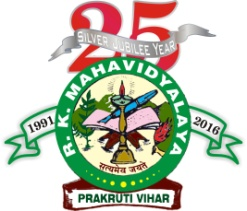 25
SILVER JUBILEE YEAR
R.K. MAHAVIDYALAYA
1991
2016
सत्यमेव जयते
PRAKRUTI VIHAR